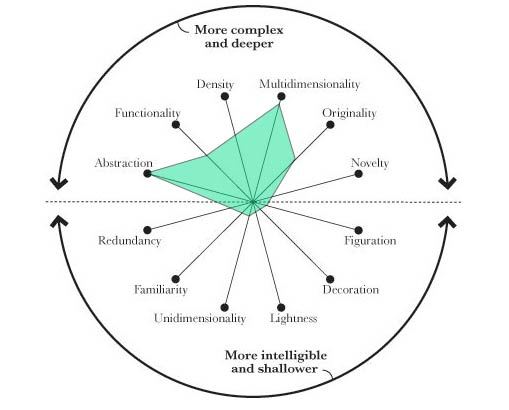 More complex
and deeper
Density
Multidimensionality
Functionality
Originality
Abstraction
Novelty
Redundancy
Figuration
Familiarity
Decoration
Unidimensionality
Lightness
More intelligible
and shallower